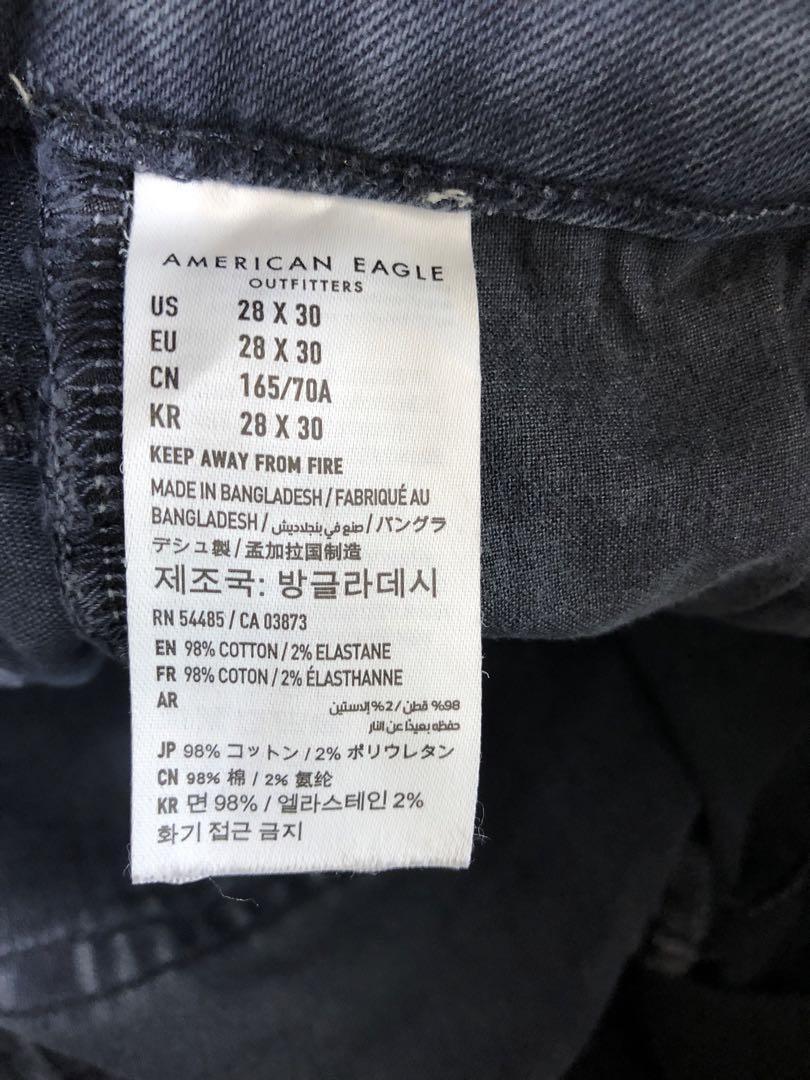 AMERICAN EAGLE
OUTFITTERS
US 28 X 30
EU 28 X 30
CN 165/70A
KR 28 X 30
KEEP AWAY FROM FIRE
MADE IN BANGLADESH / FABRIQUÉ AU
BANGLADESH / صنع في بنجلاديش / バングラ
デシュ製 / 孟加拉国制造
제조국: 방글라데시
RN 54485 / CA 03873
EN 98% COTTON / 2% ELASTANE
FR 98% COTON / 2% ÉLASTHANNE
AR 98% قطن / 2% إلاستين
حفظه بعيدًا عن النار
JP 98% コットン / 2% ポリウレタン
CN 98% 棉 / 2% 氨纶
KR 면 98% / 엘라스테인 2%
화기 접근 금지